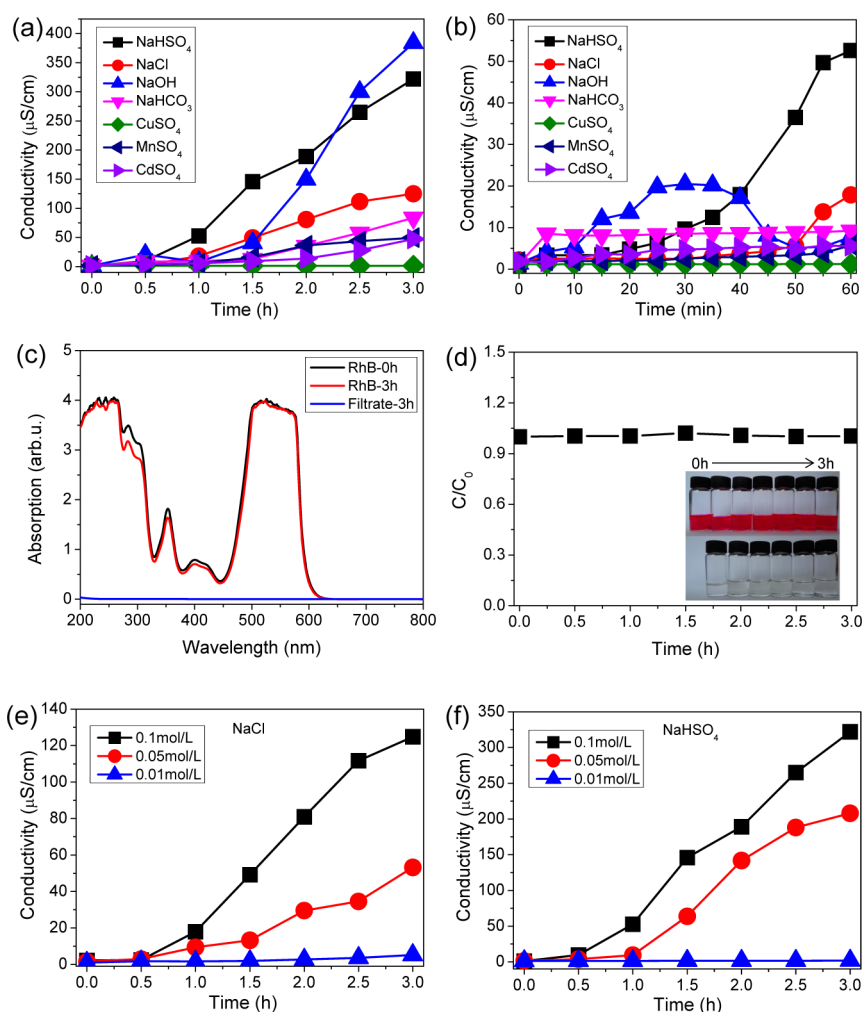 (a)
NaHSO₄
NaCl
NaOH
NaHCO₃
CuSO₄
MnSO₄
CdSO₄
400
350
300
250
200
150
100
50
0
Conductivity (μS/cm)
0.0 0.5 1.0 1.5 2.0 2.5 3.0
Time (h)
(b)
NaHSO₄
NaCl
NaOH
NaHCO₃
CuSO₄
MnSO₄
CdSO₄
60
50
40
30
20
10
0
Conductivity (μS/cm)
0 10 20 30 40 50 60
Time (min)
(c)
RhB-0h
RhB-3h
Filtrate-3h
5
4
3
2
1
0
Absorption (arb.u.)
200 300 400 500 600 700 800
Wavelength (nm)
(d)
0h 3h
1.5
1.2
0.9
0.6
0.3
0.0
C/C₀
0.0 0.5 1.0 1.5 2.0 2.5 3.0
Time (h)
(e)
NaCl
0.1mol/L
0.05mol/L
0.01mol/L
140
120
100
80
60
40
20
0
Conductivity (μS/cm)
0.0 0.5 1.0 1.5 2.0 2.5 3.0
Time (h)
(f)
NaHSO₄
0.1mol/L
0.05mol/L
0.01mol/L
350
300
250
200
150
100
50
0
Conductivity (μS/cm)
0.0 0.5 1.0 1.5 2.0 2.5 3.0
Time (h)